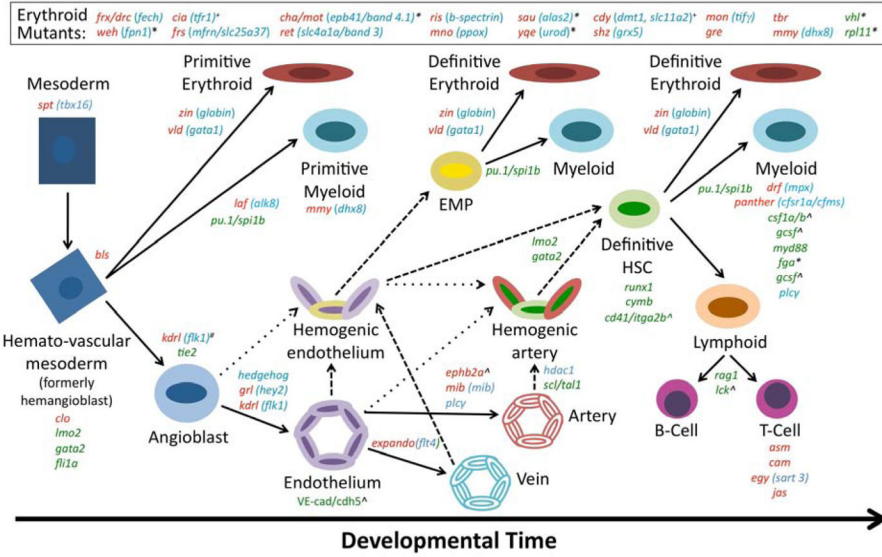 Erythroid Mutants:
frx/drc (fech) cia (tfr1)⁺ cha/mot (epb41/band 4.1)* ris (b-spectrin) sau (alas2)* cdy (dmt1, slc11a2)⁺ mon (tifγ) tbr vhl*
weh (fpn1)* frs (mfrn/slc25a37) ret (slc4a1a/band 3) mno (ppox) yqe (urod)* shz (grx5) gre mmy (dhx8) rpl11*
Mesoderm
spt (tbx16)
Primitive
Erythroid
zin (globin)
vld (gata1)
Primitive
Myeloid
mmy (dhx8)
laf (alk8)
pu.1/spi1b
Definitive
Erythroid
zin (globin)
vld (gata1)
EMP
pu.1/spi1b
Myeloid
Definitive
Erythroid
zin (globin)
vld (gata1)
pu.1/spi1b
Myeloid
drf (mpx)
panther (cfsr1a/cfms)
csf1a/b^
gcsf^
myd88
fga*
gcsf^
plcy
bls
Hemato-vascular
mesoderm
(formerly
hemangioblast)
clo
lmo2
gata2
fli1a
kdrl (flk1)#
tie2
Angioblast
hedgehog
grl (hey2)
kdrl (flk1)
Hemogenic
endothelium
Endothelium
VE-cad/cdh5^
expando(flt4)
Vein
ephb2a^
mib (mib)
plcy
hdac1
scl/tal1
Artery
Hemogenic
artery
lmo2
gata2
Definitive
HSC
runx1
cymb
cd41/itga2b^
Lymphoid
rag1
lck^
B-Cell
T-Cell
asm
cam
egy (sart 3)
jas
Developmental Time